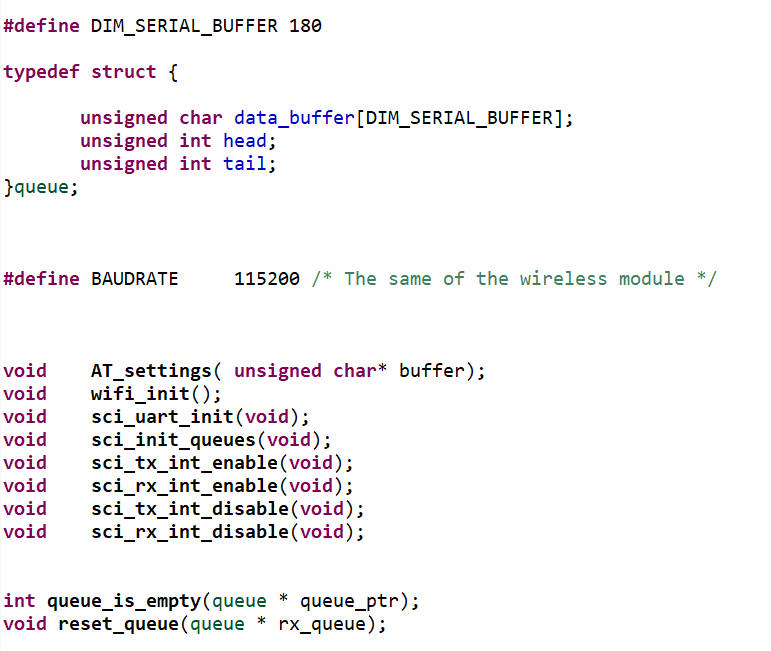 #define DIM_SERIAL_BUFFER 180
typedef struct {
unsigned char data_buffer[DIM_SERIAL_BUFFER];
unsigned int head;
unsigned int tail;
}queue;
#define BAUDRATE     115200 /* The same of the wireless module */
void    AT_settings( unsigned char* buffer);
void    wifi_init();
void    sci_uart_init(void);
void    sci_init_queues(void);
void    sci_tx_int_enable(void);
void    sci_rx_int_enable(void);
void    sci_tx_int_disable(void);
void    sci_rx_int_disable(void);
int queue_is_empty(queue * queue_ptr);
void reset_queue(queue * rx_queue);